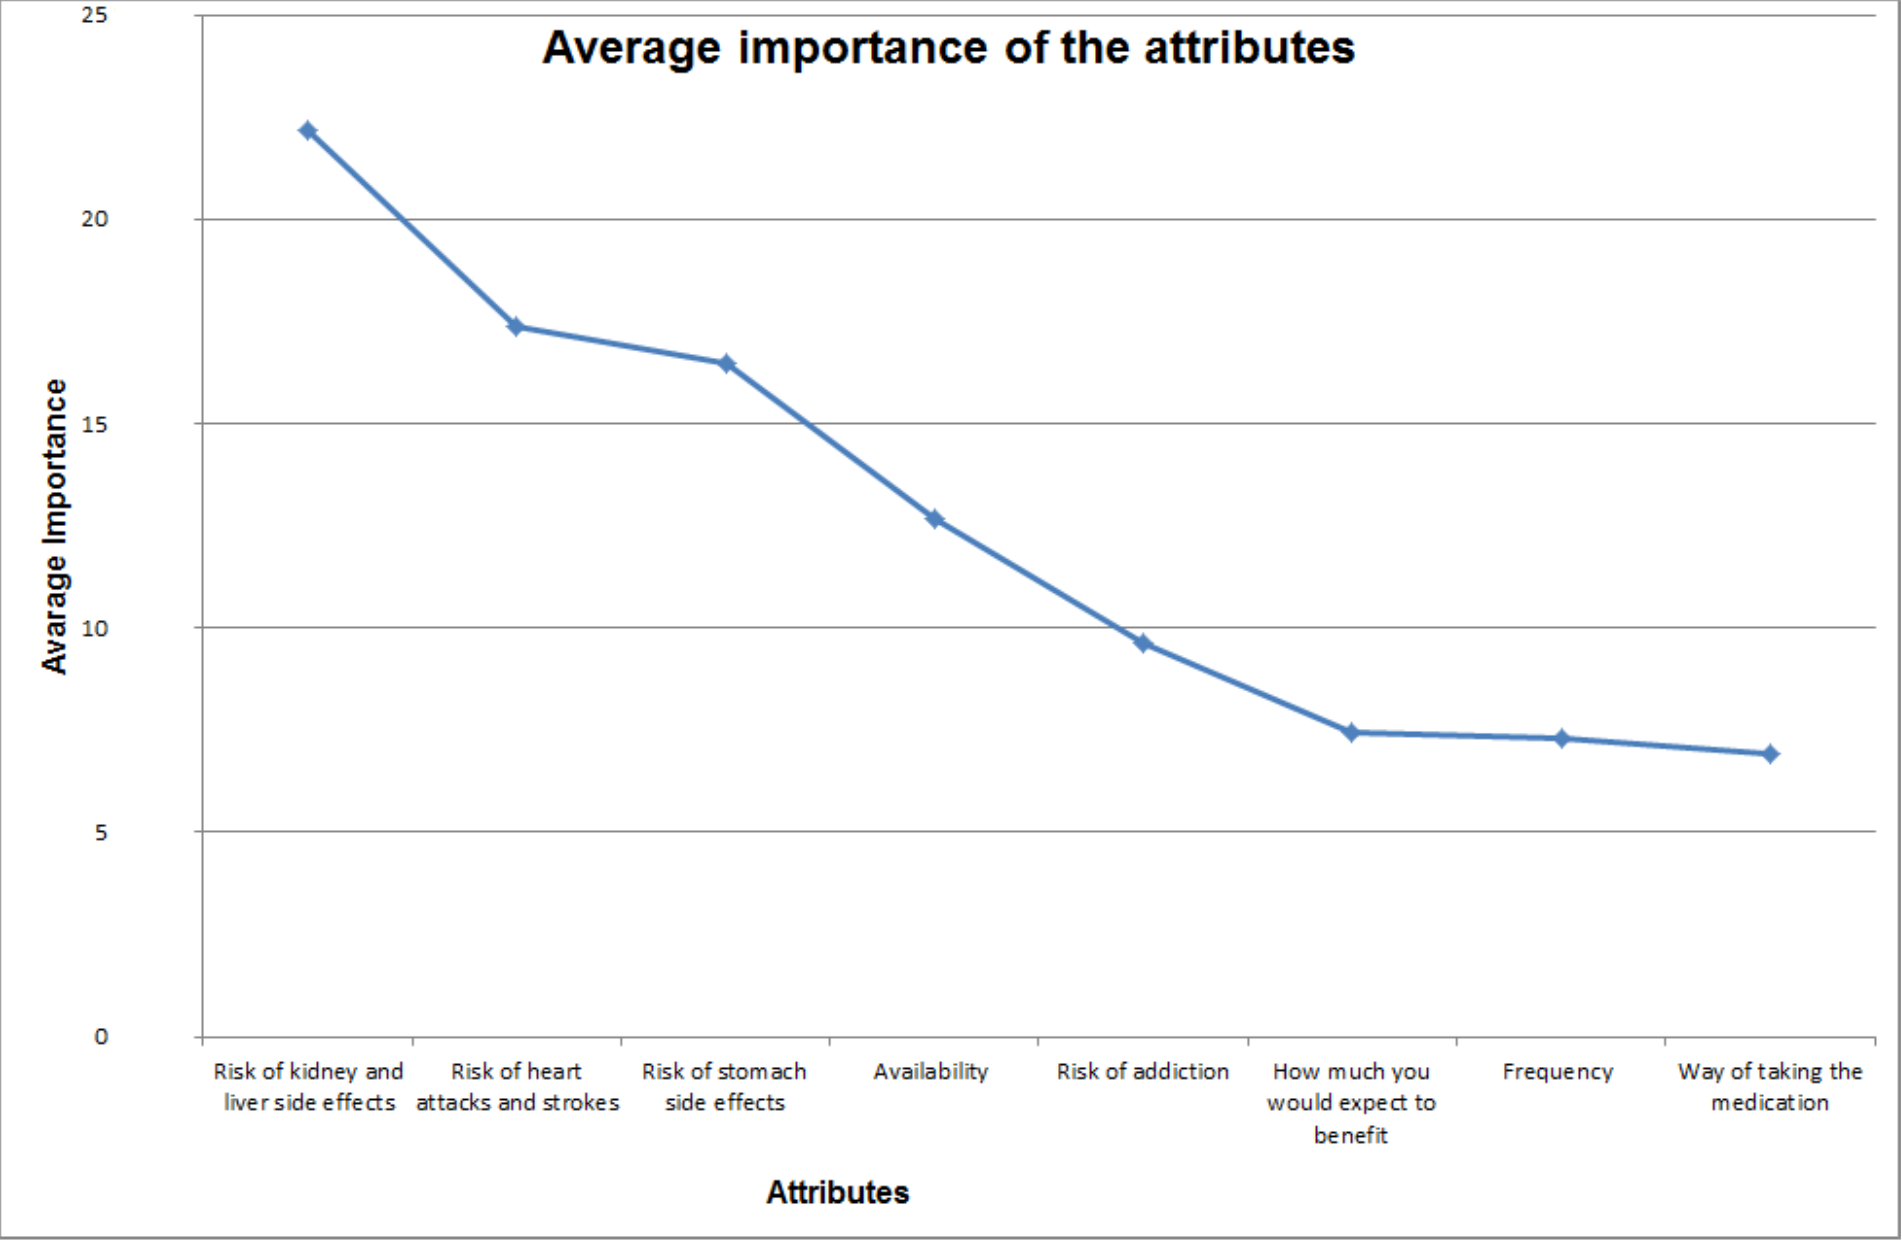 Average importance of the attributes
25
20
15
10
5
0
Avarage Importance
Risk of kidney and
liver side effects
Risk of heart
attacks and strokes
Risk of stomach
side effects
Availability
Risk of addiction
How much you
would expect to
benefit
Frequency
Way of taking the
medication
Attributes